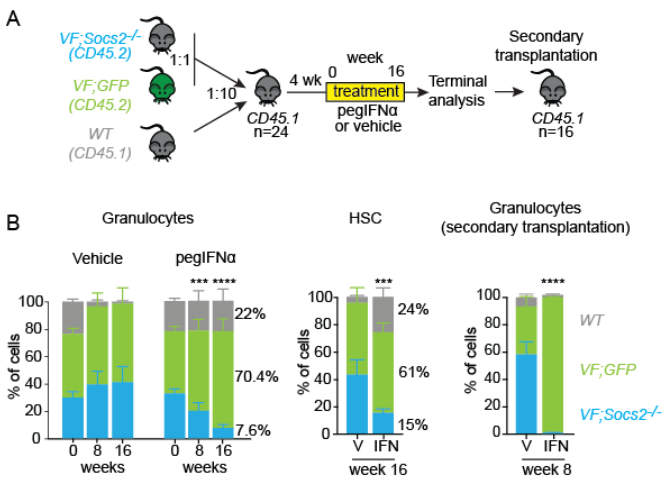 A
VF;Socs2-/-
(CD45.2)
1:1
VF;GFP
(CD45.2)
1:10
WT
(CD45.1)
CD45.1
n=24
4 wk
week
0 16
treatment
pegIFNα
or vehicle
Terminal
analysis
Secondary
transplantation
CD45.1
n=16
B
Granulocytes
Vehicle
pegIFNα
% of cells
100
80
60
40
20
0
0 8 16
weeks
*** ****
22%
70.4%
7.6%
0 8 16
weeks
HSC
% of cells
100
80
60
40
20
0
***
24%
61%
15%
V IFN
week 16
Granulocytes
(secondary transplantation)
% of cells
100
80
60
40
20
0
****
V IFN
week 8
WT
VF;GFP
VF;Socs2-/-